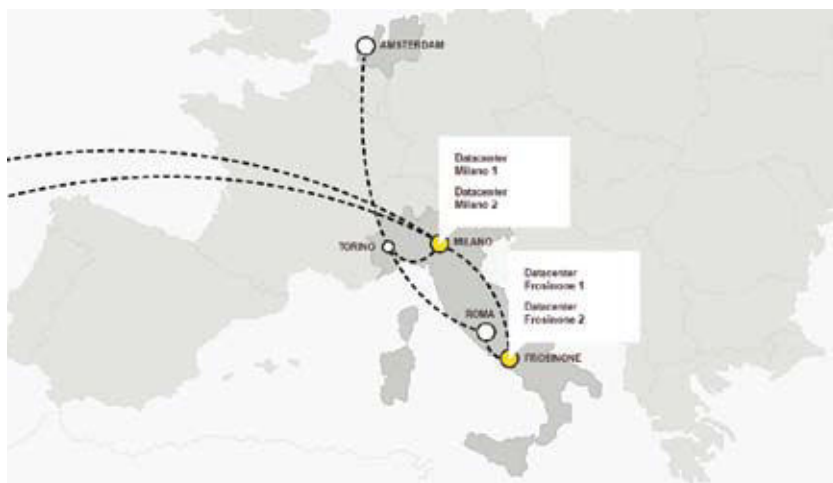 AMSTERDAM
Datacenter
Milano 1
Datacenter
Milano 2
TORINO
MILANO
Datacenter
Frosinone 1
Datacenter
Frosinone 2
ROMA
FROSINONE